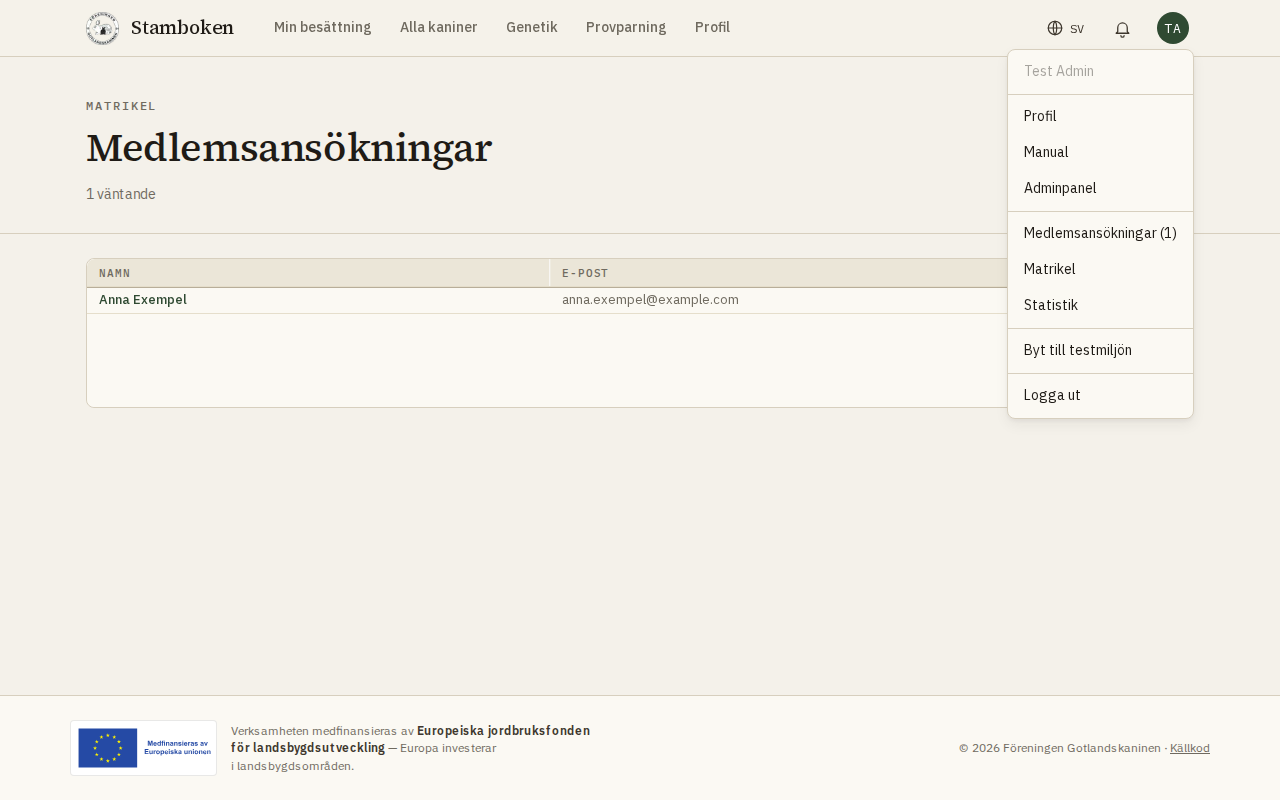 Stamboken
Min besättning
Alla kaniner
Genetik
Provparning
Profil
SV
TA
Test Admin
Profil
Manual
Adminpanel
Medlemsansökningar (1)
Matrikel
Statistik
Byt till testmiljön
Logga ut
MATRIKEL
Medlemsansökningar
1 väntande
NAMN
E-POST
Anna Exempel
anna.exempel@example.com
Medfinansieras av
Europeiska unionen
Verksamheten medfinansieras av Europeiska jordbruksfonden
för landsbygdsutveckling — Europa investerar
i landsbygdsområden.
© 2026 Föreningen Gotlandskaninen · Källkod